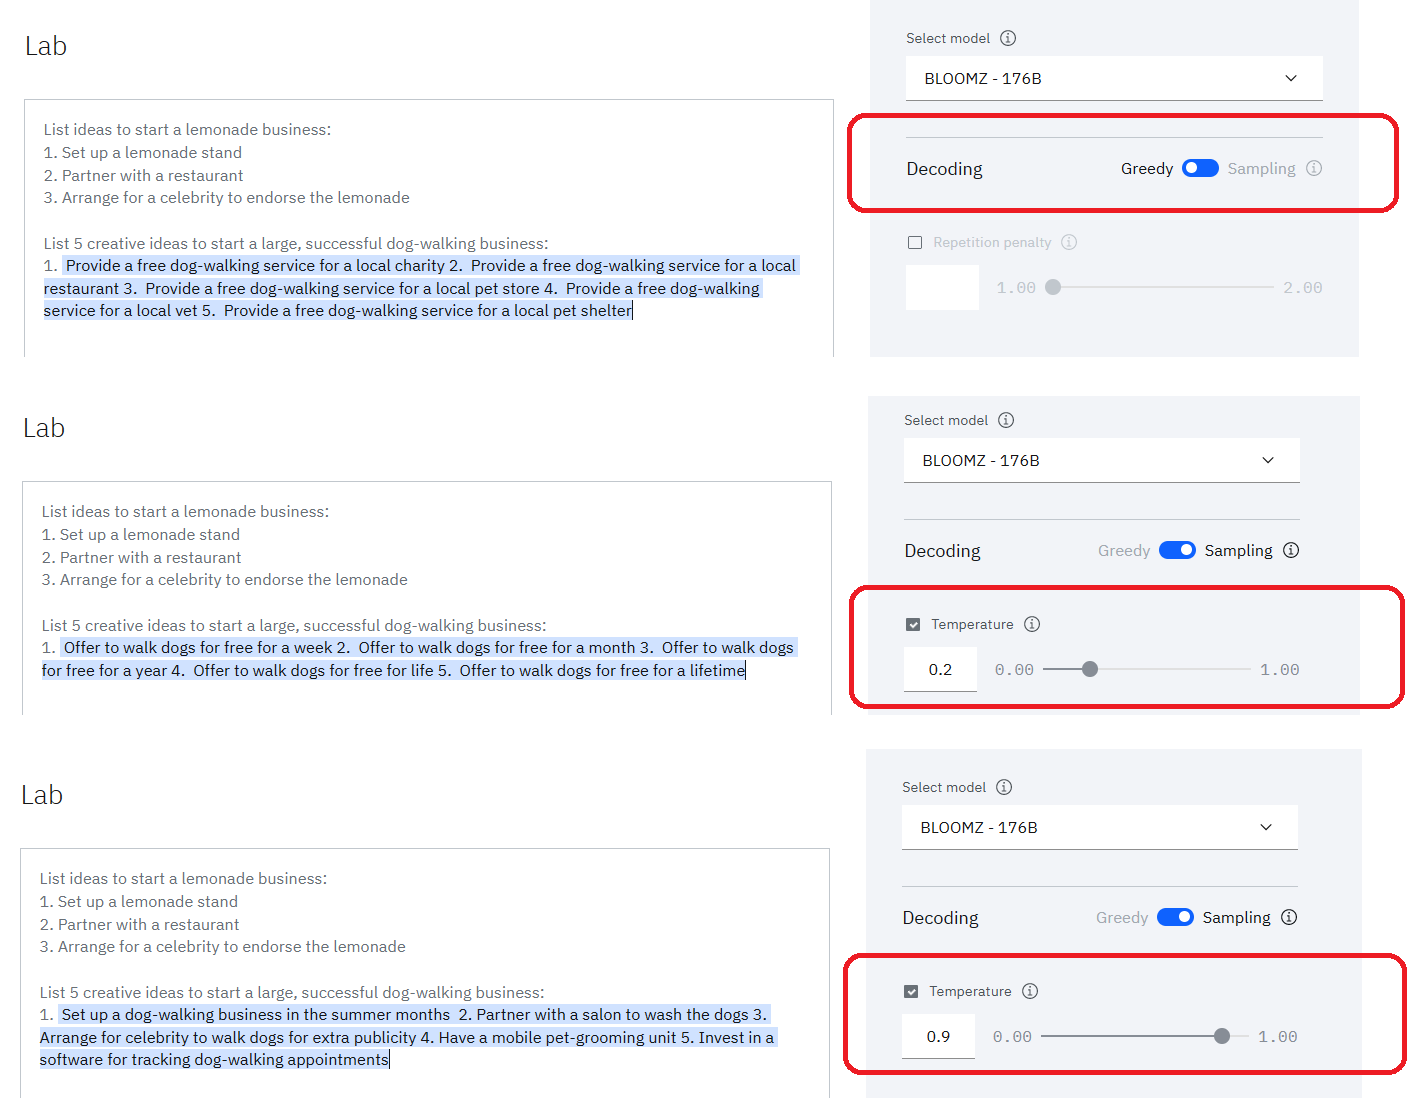 Lab
List ideas to start a lemonade business:
1. Set up a lemonade stand
2. Partner with a restaurant
3. Arrange for a celebrity to endorse the lemonade
List 5 creative ideas to start a large, successful dog-walking business:
1. Provide a free dog-walking service for a local charity 2. Provide a free dog-walking service for a local
restaurant 3. Provide a free dog-walking service for a local pet store 4. Provide a free dog-walking
service for a local vet 5. Provide a free dog-walking service for a local pet shelter
Select model
BLOOMZ - 176B
Decoding Greedy Sampling
Repetition penalty
1.00 2.00
Lab
List ideas to start a lemonade business:
1. Set up a lemonade stand
2. Partner with a restaurant
3. Arrange for a celebrity to endorse the lemonade
List 5 creative ideas to start a large, successful dog-walking business:
1. Offer to walk dogs for free for a week 2. Offer to walk dogs for free for a month 3. Offer to walk dogs
for free for a year 4. Offer to walk dogs for free for life 5. Offer to walk dogs for free for a lifetime
Select model
BLOOMZ - 176B
Decoding Greedy Sampling
Temperature
0.2 0.00 1.00
Lab
List ideas to start a lemonade business:
1. Set up a lemonade stand
2. Partner with a restaurant
3. Arrange for a celebrity to endorse the lemonade
List 5 creative ideas to start a large, successful dog-walking business:
1. Set up a dog-walking business in the summer months 2. Partner with a salon to wash the dogs 3.
Arrange for celebrity to walk dogs for extra publicity 4. Have a mobile pet-grooming unit 5. Invest in a
software for tracking dog-walking appointments
Select model
BLOOMZ - 176B
Decoding Greedy Sampling
Temperature
0.9 0.00 1.00